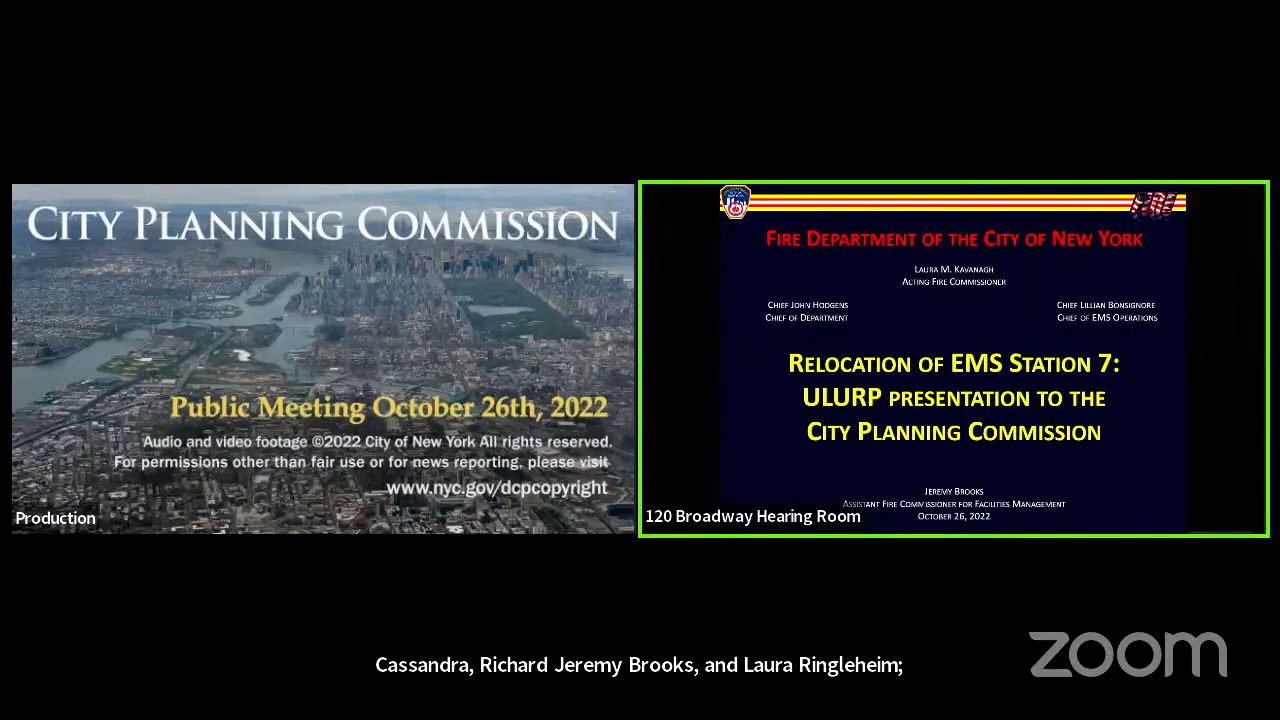 CITY PLANNING COMMISSION
Public Meeting October 26th, 2022
Audio and video footage ©2022 City of New York All rights reserved.
For permissions other than fair use or for news reporting, please visit
www.nyc.gov/dcpcopyright
Production
FIRE DEPARTMENT OF THE CITY OF NEW YORK
LAURA M. KAVANAGH
ACTING FIRE COMMISSIONER
CHIEF JOHN HODGENS
CHIEF OF DEPARTMENT
CHIEF LILLIAN BONSIGNORE
CHIEF OF EMS OPERATIONS
RELOCATION OF EMS STATION 7:
ULURP PRESENTATION TO THE
CITY PLANNING COMMISSION
JEREMY BROOKS
ASSISTANT FIRE COMMISSIONER FOR FACILITIES MANAGEMENT
OCTOBER 26, 2022
120 Broadway Hearing Room
Cassandra, Richard Jeremy Brooks, and Laura Ringleheim;
zoom